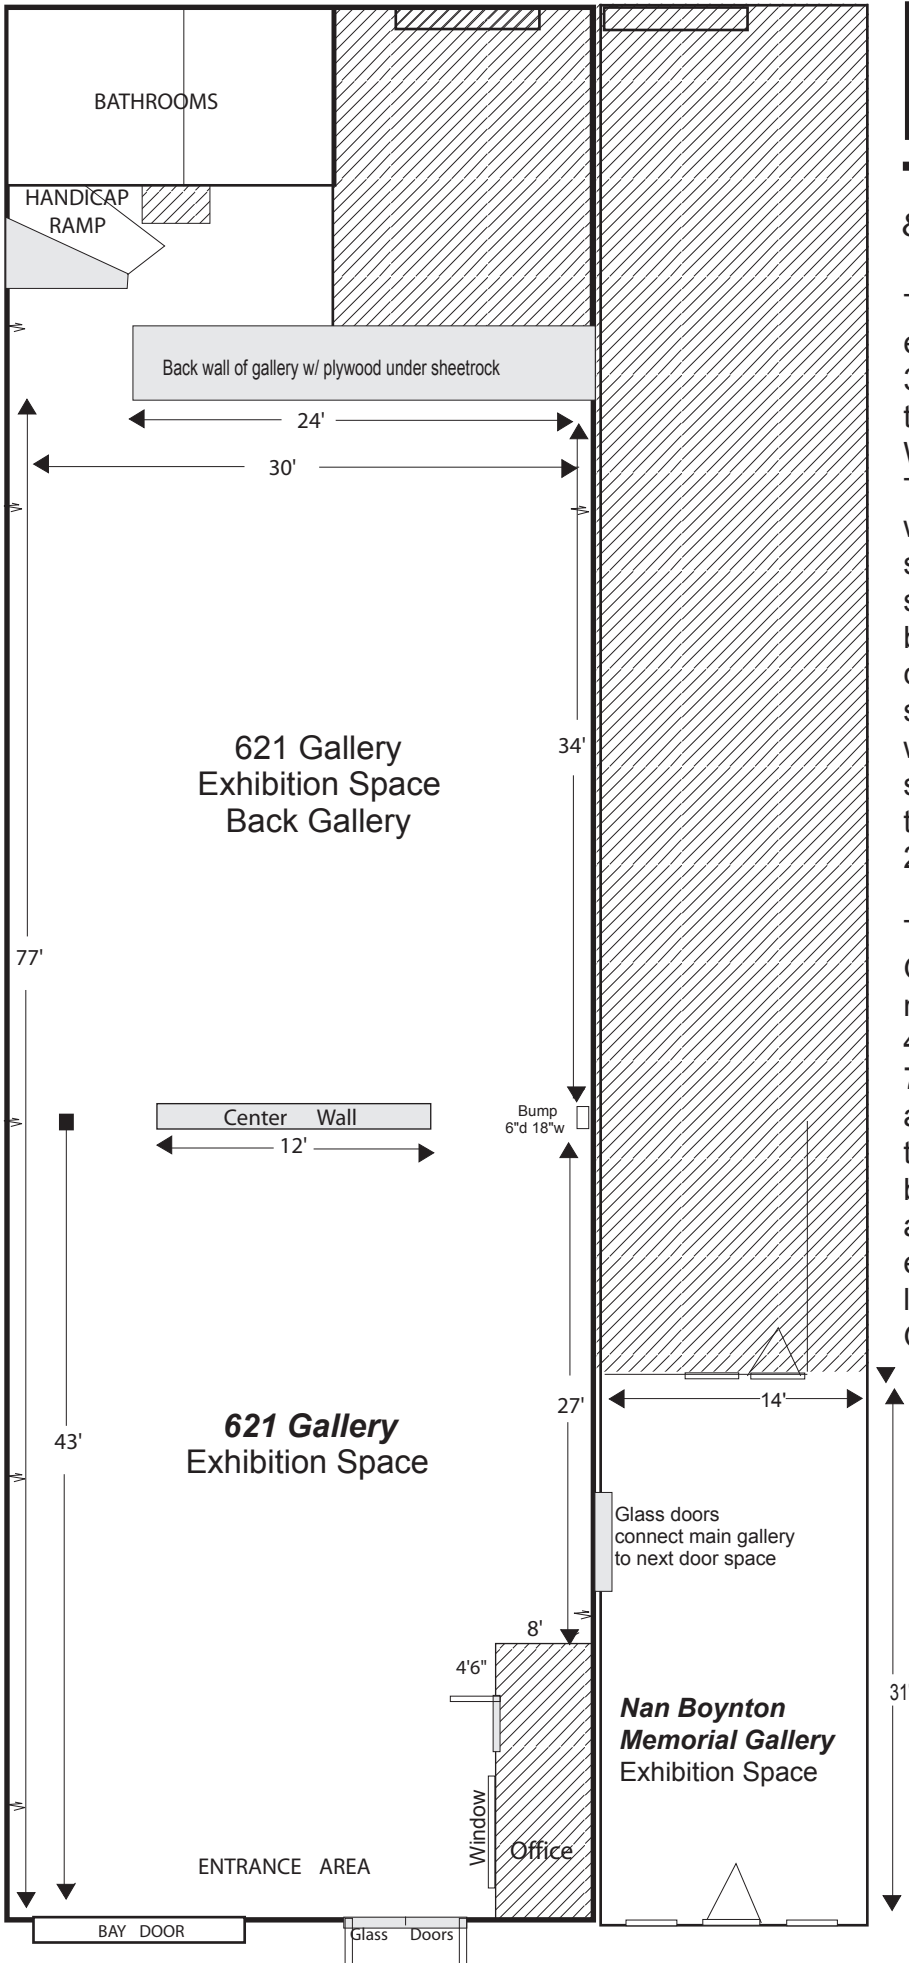 BATHROOMS
HANDICAP
RAMP
Back wall of gallery w/ plywood under sheetrock
24'
30'
621 Gallery
Exhibition Space
Back Gallery
34'
77'
Center Wall
12'
Bump
6"d 18"w
43'
621 Gallery
Exhibition Space
27'
14'
Glass doors
connect main gallery
to next door space
8'
4'6"
Nan Boynton
Memorial Gallery
Exhibition Space
31'
Window
Office
ENTRANCE AREA
BAY DOOR
Glass Doors